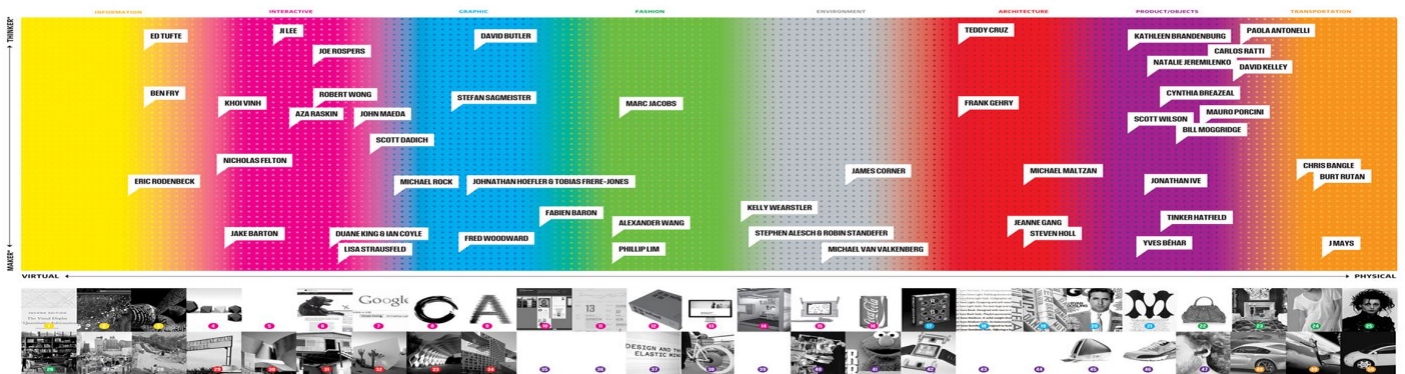 INFORMATION
INTERACTIVE
GRAPHIC
FASHION
ENVIRONMENT
ARCHITECTURE
PRODUCT/OBJECTS
TRANSPORTATION
THINKER*
MAKER*
ED TUFTE
JI LEE
JOE ROSPERS
DAVID BUTLER
TEDDY CRUZ
KATHLEEN BRANDENBURG
PAOLA ANTONELLI
CARLOS RATTI
NATALIE JEREMILENKO
DAVID KELLEY
BEN FRY
KHOI VINH
ROBERT WONG
AZA RASKIN
JOHN MAEDA
STEFAN SAGMEISTER
MARC JACOBS
FRANK GEHRY
CYNTHIA BREAZEAL
SCOTT WILSON
MAURO PORCINI
BILL MOGGRIDGE
SCOTT DADICH
NICHOLAS FELTON
ERIC RODENBECK
MICHAEL ROCK
JOHNATHAN HOEFLER & TOBIAS FRERE-JONES
JAMES CORNER
MICHAEL MALTZAN
JONATHAN IVE
CHRIS BANGLE
BURT RUTAN
FABIEN BARON
ALEXANDER WANG
KELLY WEARSTLER
JEANNE GANG
STEVEN HOLL
TINKER HATFIELD
JAKE BARTON
DUANE KING & IAN COYLE
LISA STRAUSFELD
FRED WOODWARD
PHILLIP LIM
STEPHEN ALESCH & ROBIN STANDEFER
MICHAEL VAN VALKENBERG
YVES BÉHAR
J MAYS
VIRTUAL
PHYSICAL
Google
CA
13
DESIGN AND THE
ELASTIC MIND